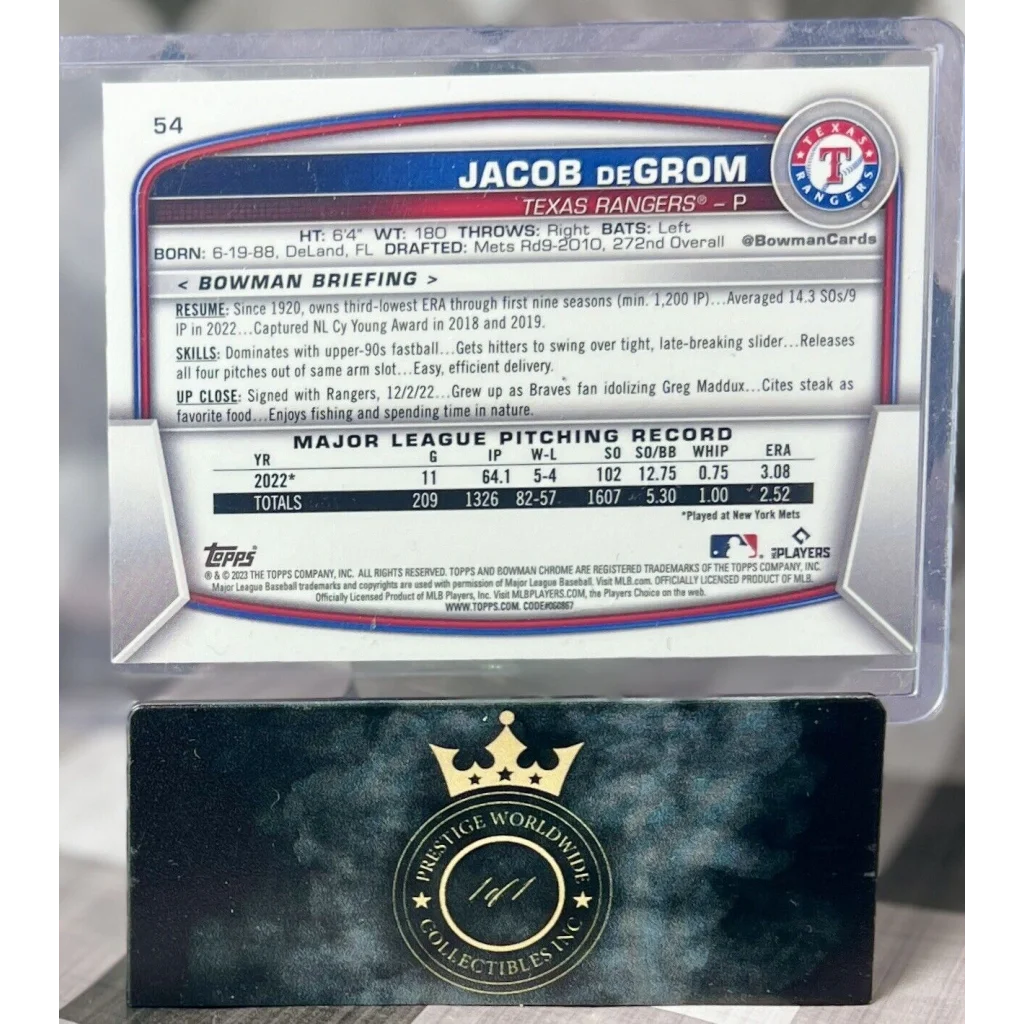 54
JACOB DEGROM
TEXAS RANGERS® – P
TEXAS RANGERS
T
HT: 6'4" WT: 180 THROWS: Right BATS: Left
BORN: 6-19-88, DeLand, FL DRAFTED: Mets Rd9-2010, 272nd Overall
@BowmanCards
< BOWMAN BRIEFING >
RESUME: Since 1920, owns third-lowest ERA through first nine seasons (min. 1,200 IP)...Averaged 14.3 SOs/9
IP in 2022...Captured NL Cy Young Award in 2018 and 2019.
SKILLS: Dominates with upper-90s fastball...Gets hitters to swing over tight, late-breaking slider...Releases
all four pitches out of same arm slot...Easy, efficient delivery.
UP CLOSE: Signed with Rangers, 12/2/22...Grew up as Braves fan idolizing Greg Maddux...Cites steak as
favorite food...Enjoys fishing and spending time in nature.
MAJOR LEAGUE PITCHING RECORD
YR G IP W-L SO SO/BB WHIP ERA
2022* 11 64.1 5-4 102 12.75 0.75 3.08
TOTALS 209 1326 82-57 1607 5.30 1.00 2.52
*Played at New York Mets
topps®
PLAYERS
® & © 2023 THE TOPPS COMPANY, INC. ALL RIGHTS RESERVED. TOPPS AND BOWMAN CHROME ARE REGISTERED TRADEMARKS OF THE TOPPS COMPANY, INC.
Major League Baseball trademarks and copyrights are used with permission of Major League Baseball. Visit MLB.com. OFFICIALLY LICENSED PRODUCT OF MLB.
Officially Licensed Product of MLB Players, Inc. Visit MLBPLAYERS.COM, the Players Choice on the web.
WWW.TOPPS.COM. CODE#060867
PRESTIGE WORLDWIDE
1of1
COLLECTIBLES INC